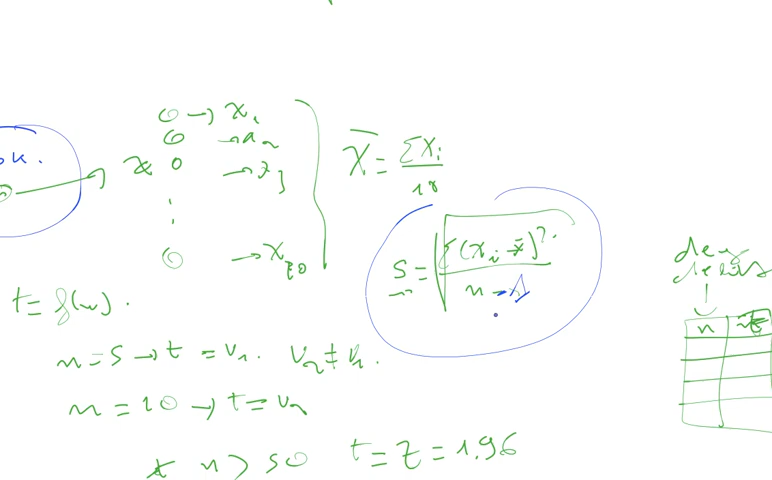 → x₁
→ x₂
x → x₃
⋮
→ x₁₀
x̄ = Σxᵢ / 10
s = √(Σ(xᵢ - x̄)² / n - 1)
t = f(n).
n = 5 → t = v₁. v₂ ≠ v₁.
n = 10 → t = v₂
n > 50 t = Z = 1.96
n